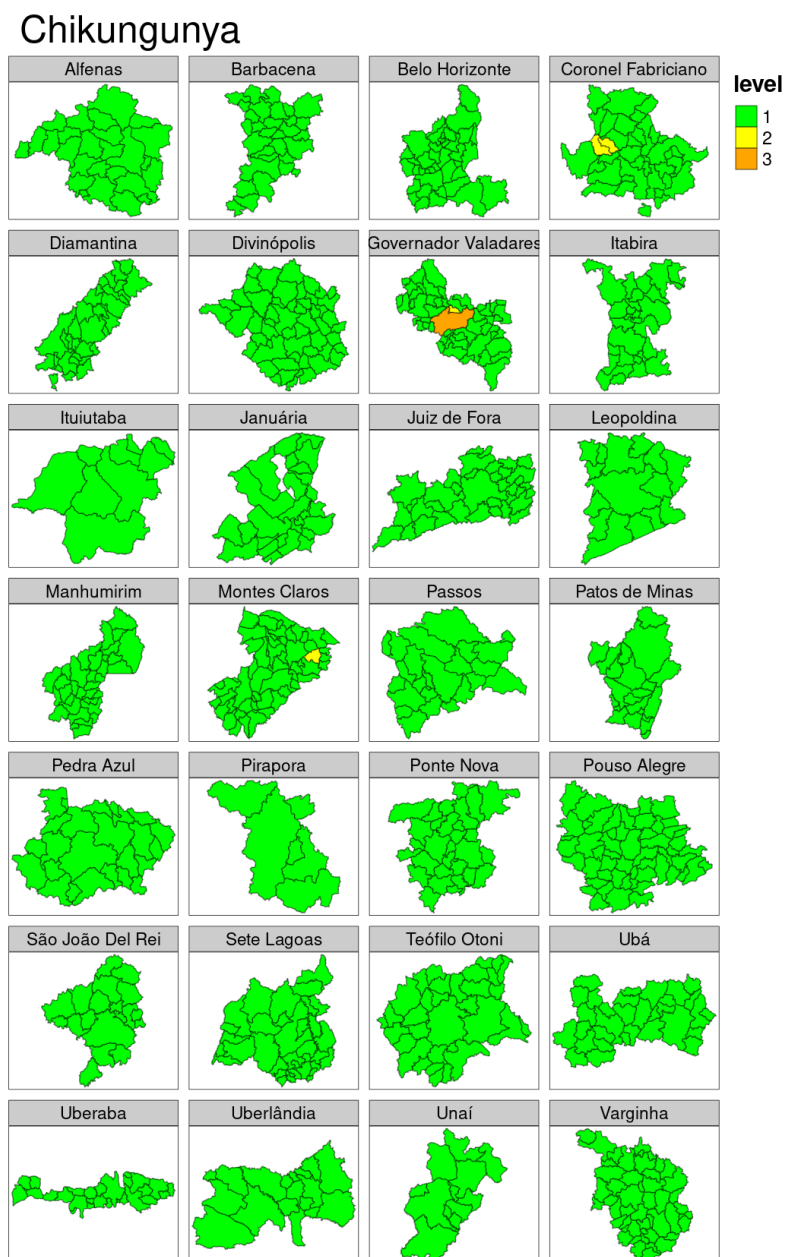 Chikungunya
Alfenas
Barbacena
Belo Horizonte
Coronel Fabriciano
level
1
2
3
Diamantina
Divinópolis
Governador Valadares
Itabira
Ituiutaba
Januária
Juiz de Fora
Leopoldina
Manhumirim
Montes Claros
Passos
Patos de Minas
Pedra Azul
Pirapora
Ponte Nova
Pouso Alegre
São João Del Rei
Sete Lagoas
Teófilo Otoni
Ubá
Uberaba
Uberlândia
Unaí
Varginha